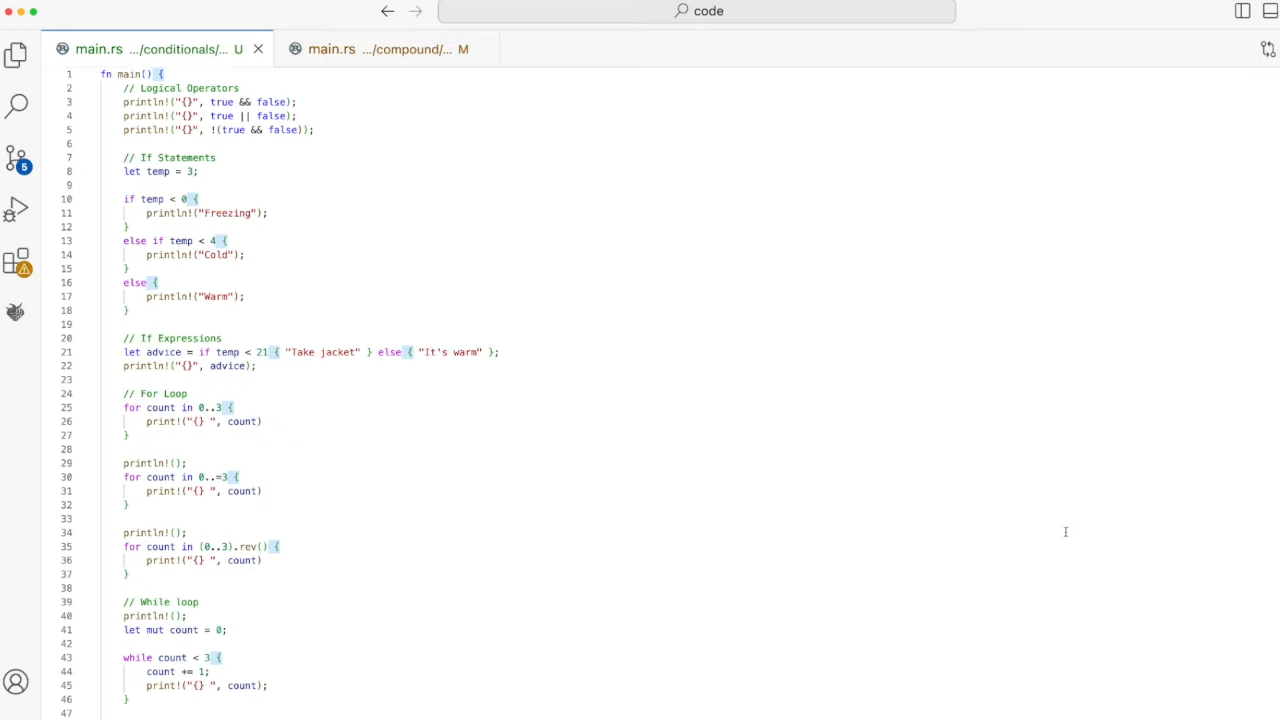 code
main.rs .../conditionals/... U
main.rs .../compound/... M
5
1 fn main() {
2 // Logical Operators
3 println!("{}", true && false);
4 println!("{}", true || false);
5 println!("{}", !(true && false));
6
7 // If Statements
8 let temp = 3;
9
10 if temp < 0 {
11 println!("Freezing");
12 }
13 else if temp < 4 {
14 println!("Cold");
15 }
16 else {
17 println!("Warm");
18 }
19
20 // If Expressions
21 let advice = if temp < 21 { "Take jacket" } else { "It's warm" };
22 println!("{}", advice);
23
24 // For Loop
25 for count in 0..3 {
26 print!("{} ", count)
27 }
28
29 println!();
30 for count in 0..=3 {
31 print!("{} ", count)
32 }
33
34 println!();
35 for count in (0..3).rev() {
36 print!("{} ", count)
37 }
38
39 // While loop
40 println!();
41 let mut count = 0;
42
43 while count < 3 {
44 count += 1;
45 print!("{} ", count);
46 }
47